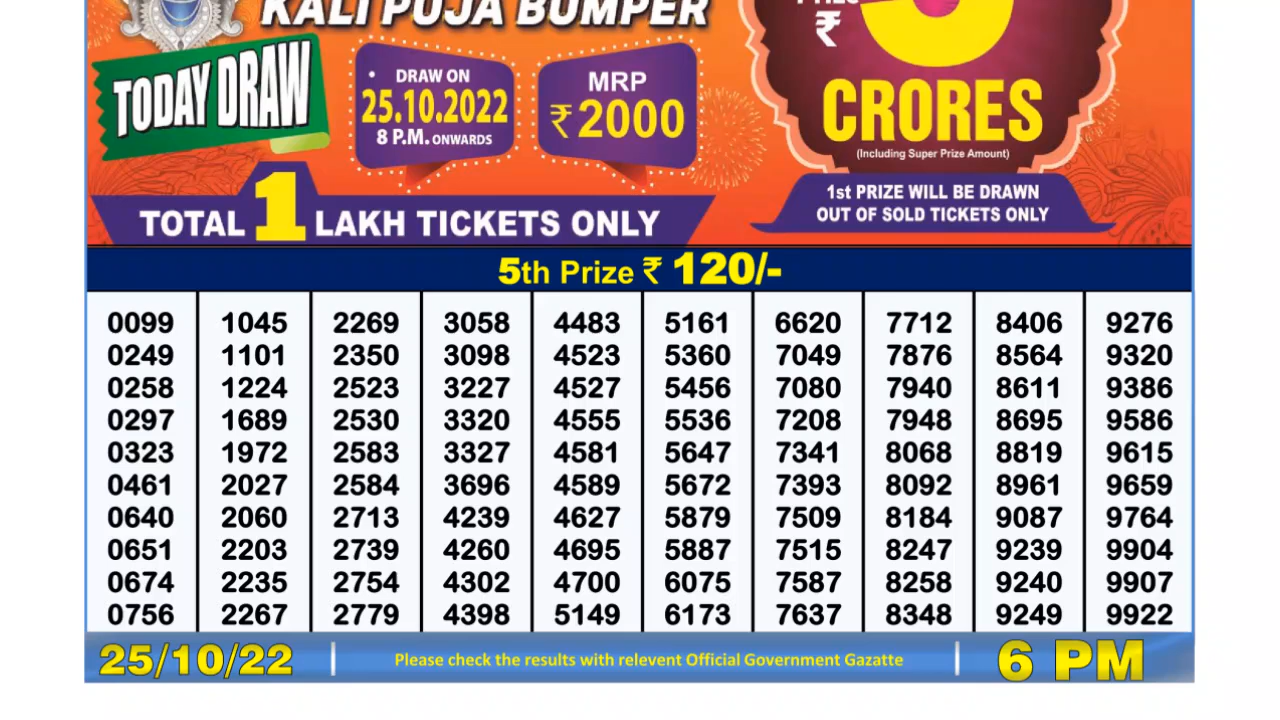 KALI PUJA BUMPER
₹
TODAY DRAW
• DRAW ON
25.10.2022
8 P.M. ONWARDS
MRP
₹2000
CRORES
(Including Super Prize Amount)
TOTAL 1 LAKH TICKETS ONLY
1st PRIZE WILL BE DRAWN
OUT OF SOLD TICKETS ONLY
5th Prize ₹ 120/-
0099 1045 2269 3058 4483 5161 6620 7712 8406 9276
0249 1101 2350 3098 4523 5360 7049 7876 8564 9320
0258 1224 2523 3227 4527 5456 7080 7940 8611 9386
0297 1689 2530 3320 4555 5536 7208 7948 8695 9586
0323 1972 2583 3327 4581 5647 7341 8068 8819 9615
0461 2027 2584 3696 4589 5672 7393 8092 8961 9659
0640 2060 2713 4239 4627 5879 7509 8184 9087 9764
0651 2203 2739 4260 4695 5887 7515 8247 9239 9904
0674 2235 2754 4302 4700 6075 7587 8258 9240 9907
0756 2267 2779 4398 5149 6173 7637 8348 9249 9922
25/10/22 | Please check the results with relevent Official Government Gazatte | 6 PM